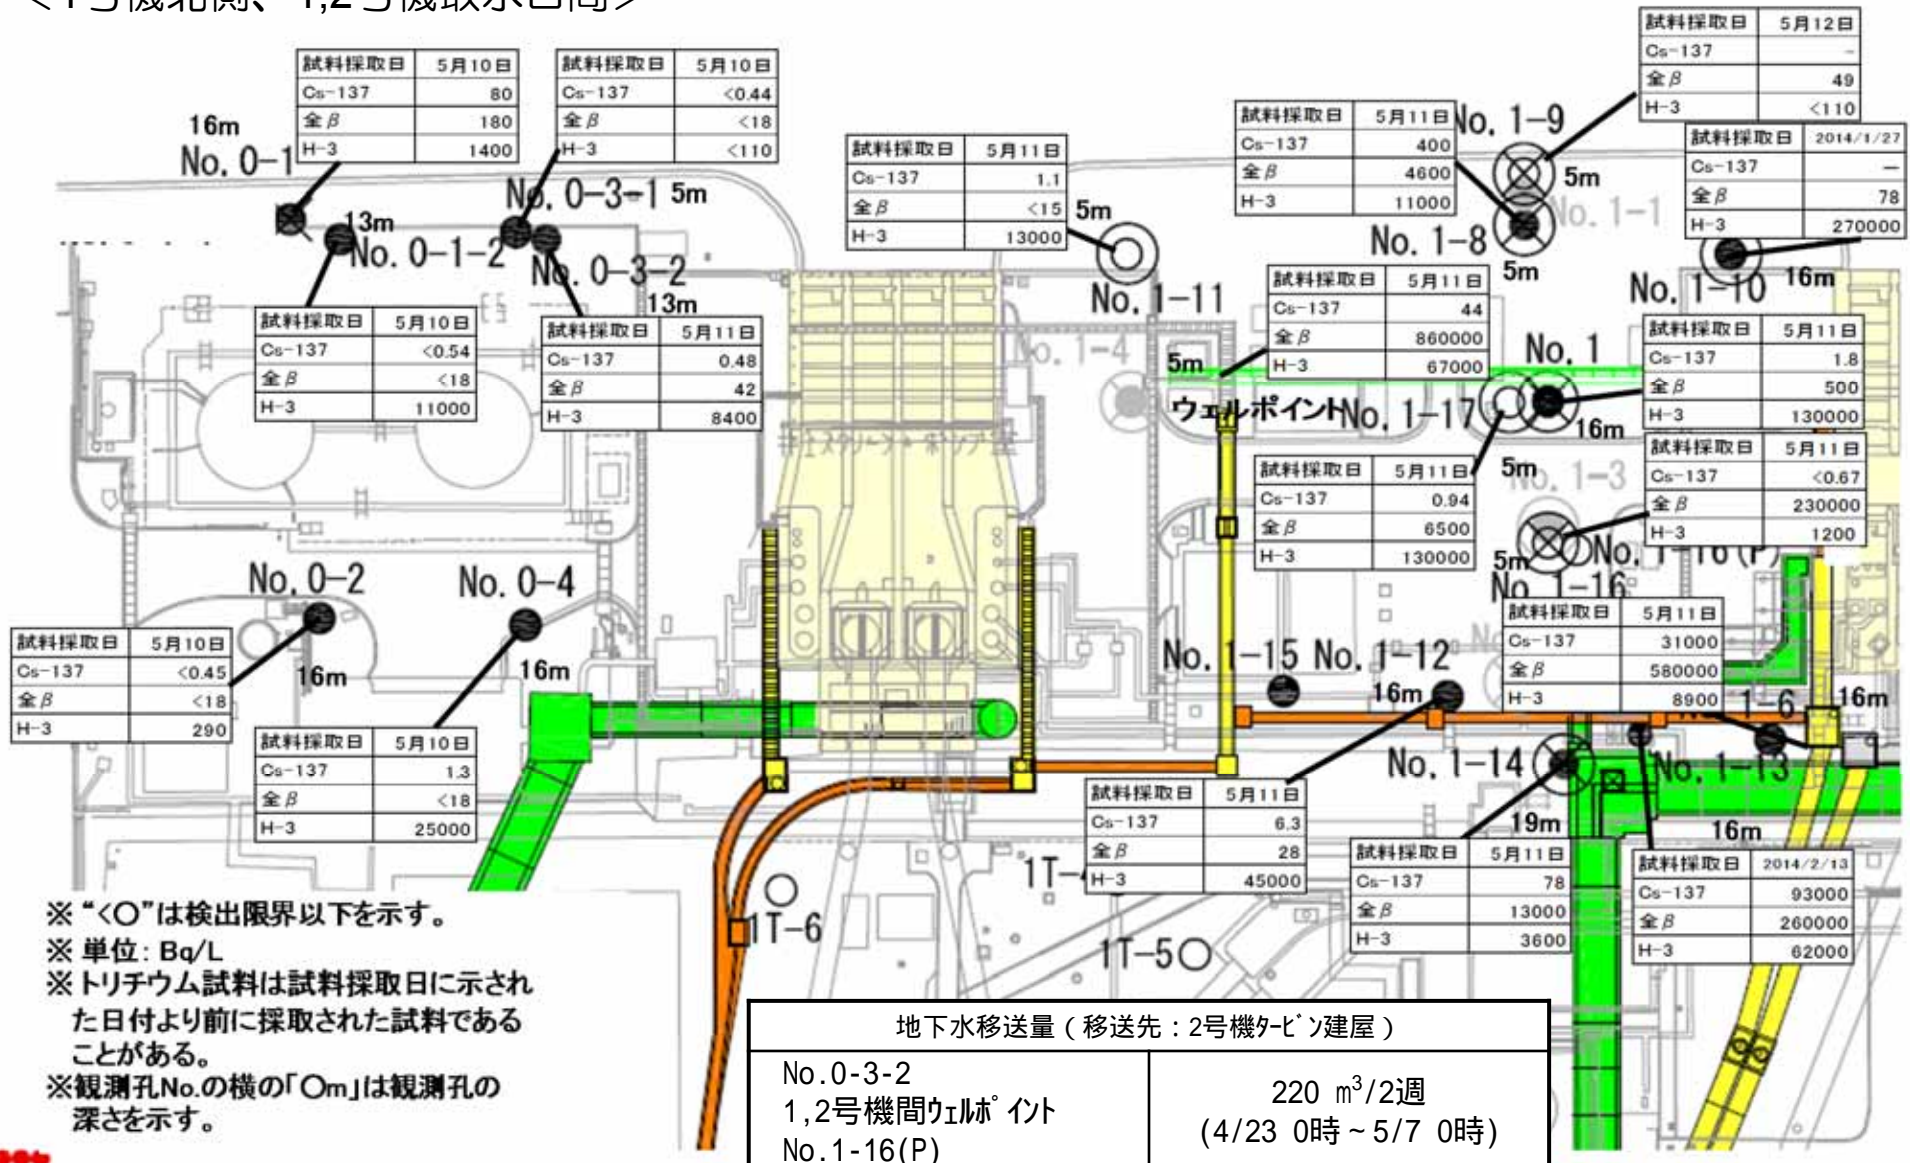 <1号機北側、1,2号機取水口間>
試料採取日 5月10日
Cs-137 80
全β 180
H-3 1400
試料採取日 5月10日
Cs-137 <0.44
全β <18
H-3 <110
試料採取日 5月11日
Cs-137 1.1
全β <15
H-3 13000
試料採取日 5月11日
Cs-137 400
全β 4600
H-3 11000
試料採取日 5月12日
Cs-137 -
全β 49
H-3 <110
試料採取日 2014/1/27
Cs-137 —
全β 78
H-3 270000
16m
No. 0-1
13m
No. 0-1-2
No. 0-3-1 5m
No. 0-3-2
13m
5m
No. 1-11
No. 1-9
5m
No. 1-1
No. 1-8
5m
No. 1-10 16m
試料採取日 5月10日
Cs-137 <0.54
全β <18
H-3 11000
試料採取日 5月11日
Cs-137 0.48
全β 42
H-3 8400
試料採取日 5月11日
Cs-137 44
全β 860000
H-3 67000
試料採取日 5月11日
Cs-137 1.8
全β 500
H-3 130000
No. 1-4
5m
ウェルポイント
No. 1-17
No. 1
16m
5m
No. 1-3
試料採取日 5月11日
Cs-137 0.94
全β 6500
H-3 130000
試料採取日 5月11日
Cs-137 <0.67
全β 230000
H-3 1200
5m
No. 1-16(P)
No. 1-16
No. 0-2
16m
No. 0-4
16m
No. 1-15
No. 1-12
16m
試料採取日 5月11日
Cs-137 31000
全β 580000
H-3 8900
1-6
16m
試料採取日 5月10日
Cs-137 <0.45
全β <18
H-3 290
試料採取日 5月10日
Cs-137 1.3
全β <18
H-3 25000
No. 1-14
19m
No. 1-13
16m
試料採取日 5月11日
Cs-137 6.3
全β 28
H-3 45000
試料採取日 5月11日
Cs-137 78
全β 13000
H-3 3600
試料採取日 2014/2/13
Cs-137 93000
全β 260000
H-3 62000
1T-6
1T-5
※“<○”は検出限界以下を示す。
※ 単位: Bq/L
※トリチウム試料は試料採取日に示され
た日付より前に採取された試料である
ことがある。
※観測孔No.の横の「○m」は観測孔の
深さを示す。
地下水移送量(移送先:2号機タービン建屋)
No.0-3-2
1,2号機間ウェルポイント
No.1-16(P)
220 m³/2週
(4/23 0時~5/7 0時)